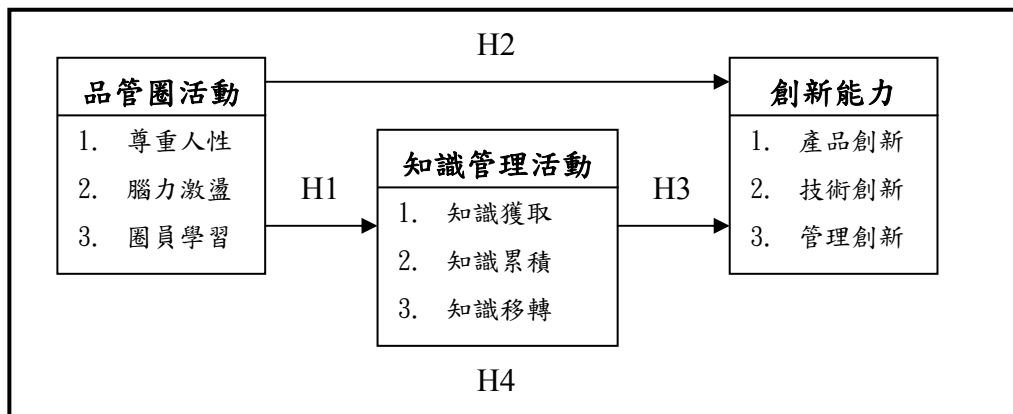 H2
品管圈活動
1. 尊重人性
2. 腦力激盪
3. 圈員學習
H1
知識管理活動
1. 知識獲取
2. 知識累積
3. 知識移轉
H3
創新能力
1. 產品創新
2. 技術創新
3. 管理創新
H4